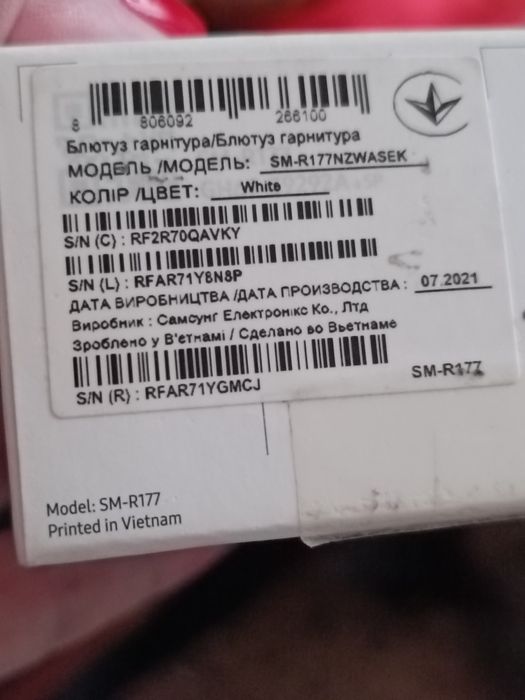 8 806092 266100
Блютуз гарнітура/Блютуз гарнитура
МОДЕЛЬ /МОДЕЛЬ: SM-R177NZWASEK
КОЛІР /ЦВЕТ: White
S/N (C) : RF2R70QAVKY
S/N (L) : RFAR71Y8N8P
ДАТА ВИРОБНИЦТВА /ДАТА ПРОИЗВОДСТВА : 07.2021
Виробник : Самсунг Електронікс Ко., Лтд
Зроблено у В'єтнамі / Сделано во Вьетнаме
S/N (R) : RFAR71YGMCJ
SM-R177
Model: SM-R177
Printed in Vietnam